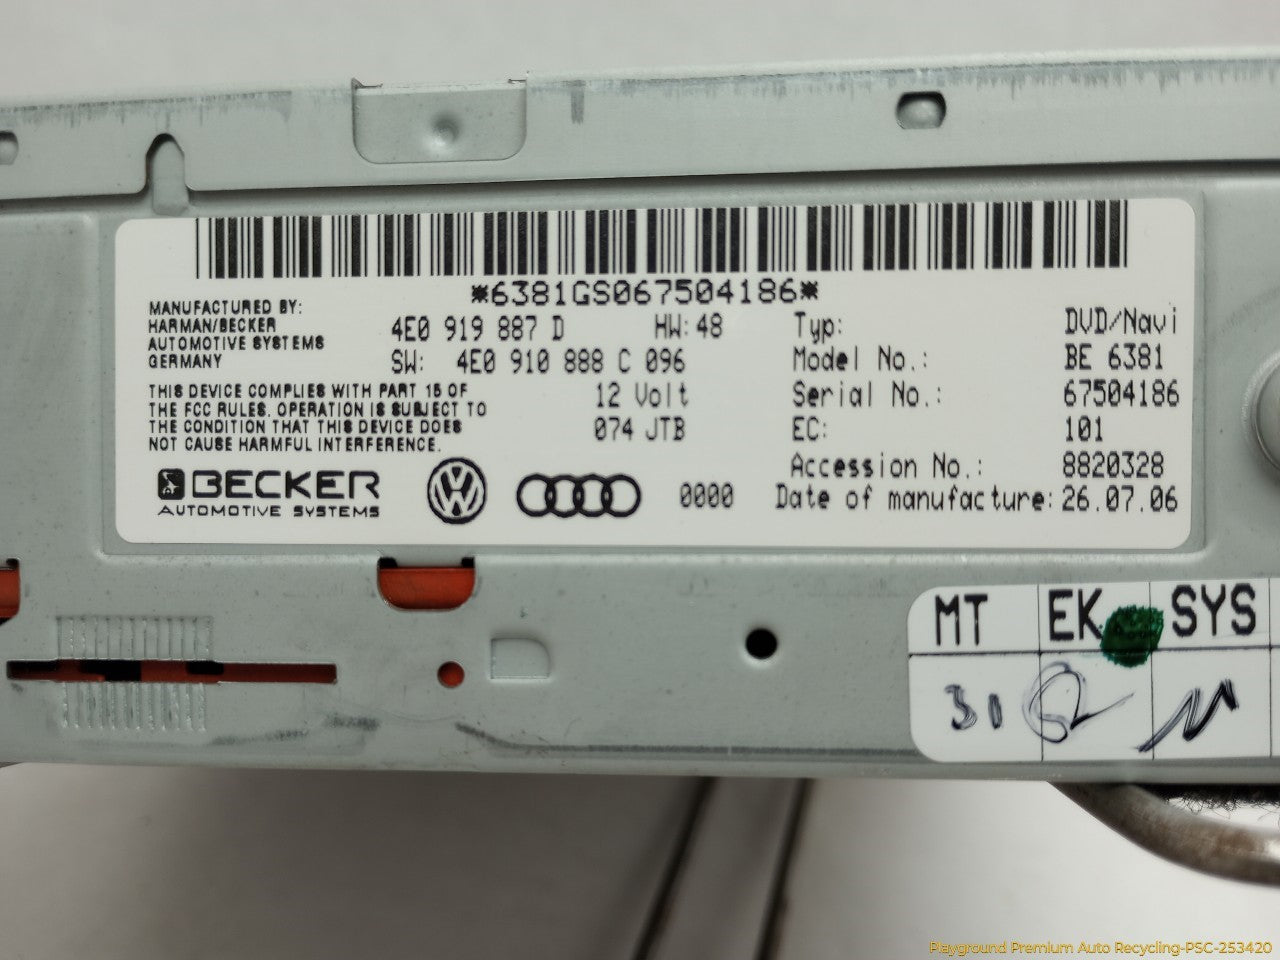 *6381GS067504186*
MANUFACTURED BY:
HARMAN/BECKER
AUTOMOTIVE SYSTEMS
GERMANY
4E0 919 887 D HW: 48
SW: 4E0 910 888 C 096
THIS DEVICE COMPLIES WITH PART 15 OF
THE FCC RULES. OPERATION IS SUBJECT TO
THE CONDITION THAT THIS DEVICE DOES
NOT CAUSE HARMFUL INTERFERENCE.
12 Volt
074 JTB
BECKER
AUTOMOTIVE SYSTEMS
0000
Typ: DVD/Navi
Model No.: BE 6381
Serial No.: 67504186
EC: 101
Accession No.: 8820328
Date of manufacture: 26.07.06
MT EK SYS
31
Playground Premium Auto Recycling-PSC-253420